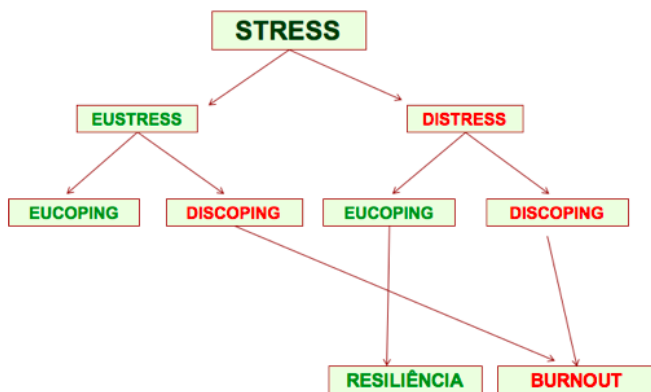 STRESS
EUSTRESS
DISTRESS
EUCOPING
DISCOPING
EUCOPING
DISCOPING
RESILIÊNCIA
BURNOUT